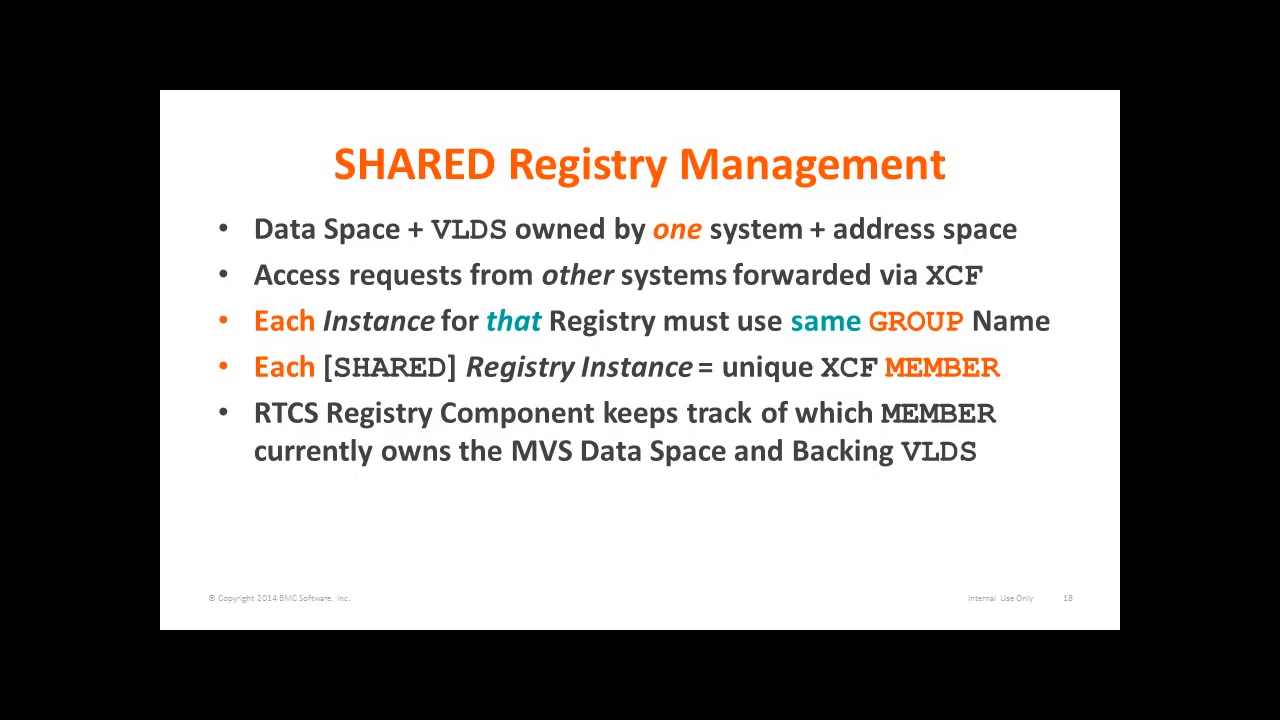 SHARED Registry Management
• Data Space + VLDS owned by one system + address space
• Access requests from other systems forwarded via XCF
• Each Instance for that Registry must use same GROUP Name
• Each [SHARED] Registry Instance = unique XCF MEMBER
• RTCS Registry Component keeps track of which MEMBER
currently owns the MVS Data Space and Backing VLDS
© Copyright 2014 BMC Software, Inc.
Internal Use Only
18